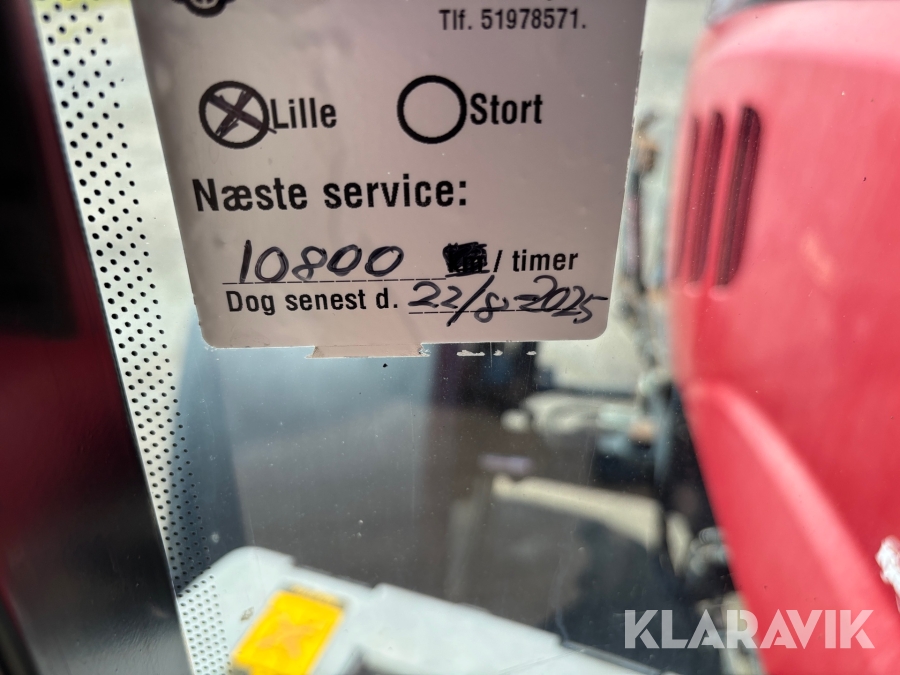 Tlf. 51978571.
Lille Stort
Næste service:
10800 / timer
Dog senest d. 22/8-2025
KLARAVIK